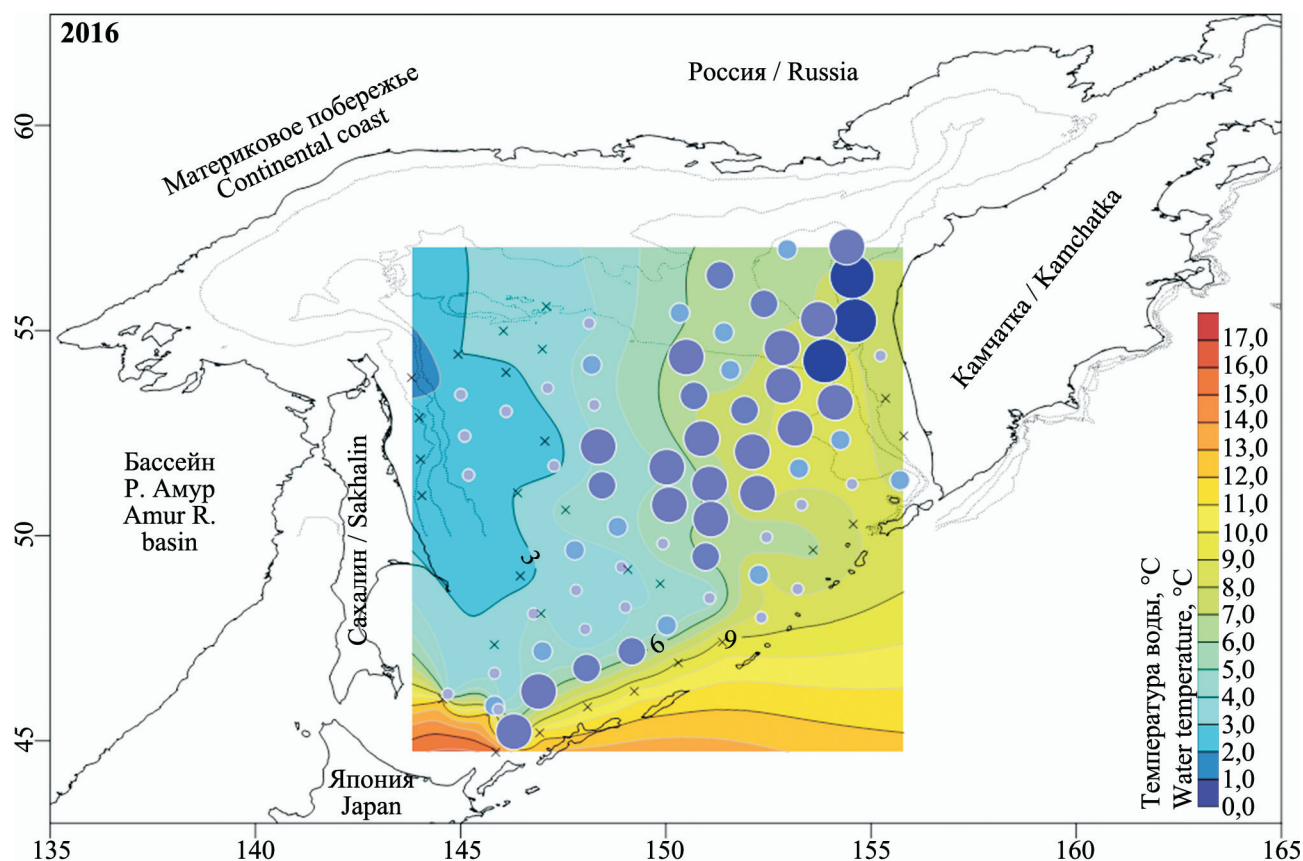 2016
Россия / Russia
Материковое побережье
Continental coast
Камчатка / Kamchatka
Бассейн
Р. Амур
Amur R.
basin
Сахалин / Sakhalin
Япония
Japan
3
6
9
Температура воды, °C
Water temperature, °C
17,0
16,0
15,0
14,0
13,0
12,0
11,0
10,0
9,0
8,0
7,0
6,0
5,0
4,0
3,0
2,0
1,0
0,0
60
55
50
45
135
140
145
150
155
160
165